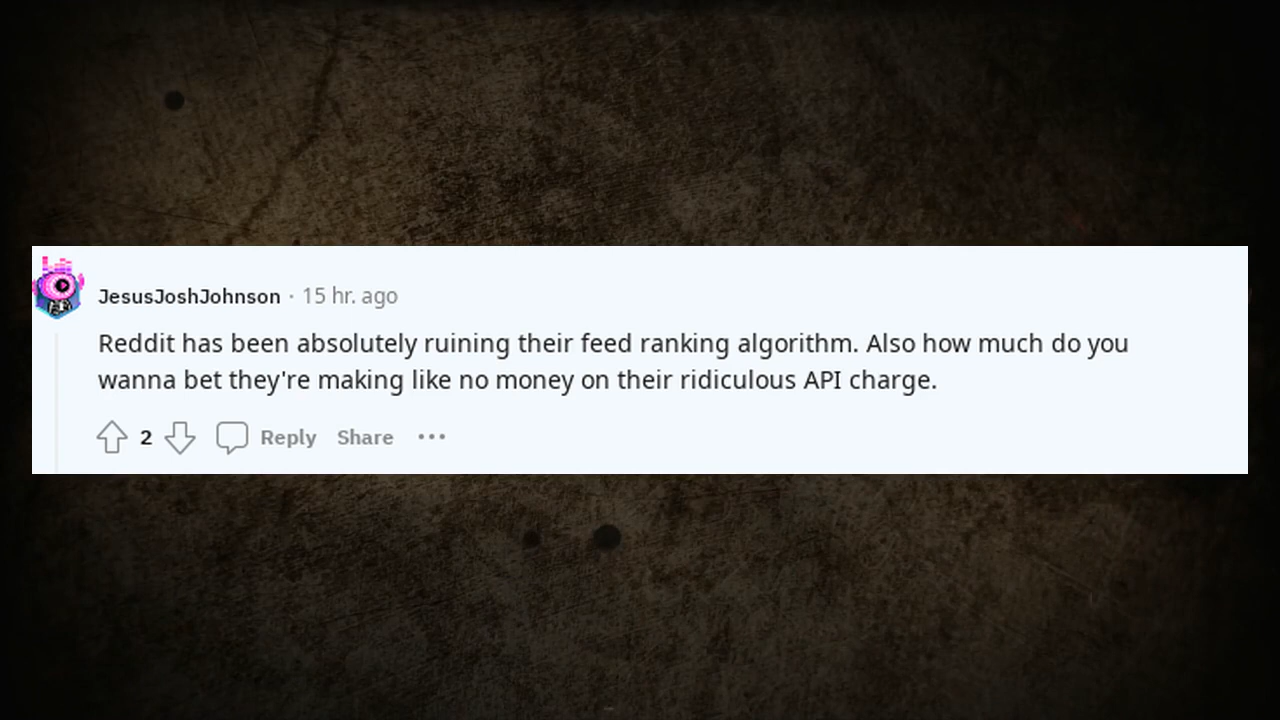 JesusJoshJohnson · 15 hr. ago
Reddit has been absolutely ruining their feed ranking algorithm. Also how much do you
wanna bet they're making like no money on their ridiculous API charge.
2 Reply Share ···